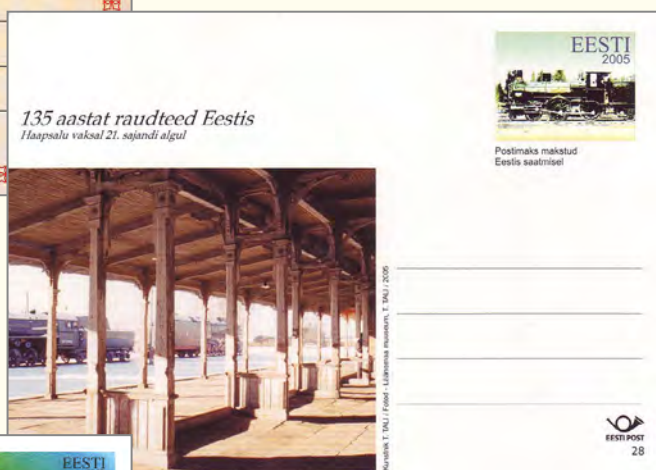 EESTI
2005
135 aastat raudteed Eestis
Haapsalu vaksal 21. sajandi algul
Postimaks makstud
Eestis saatmisel
Kunstnik T. TALI / Fotod - Läänemaa muuseum, T. TALI / 2005
EESTI POST
28
EESTI